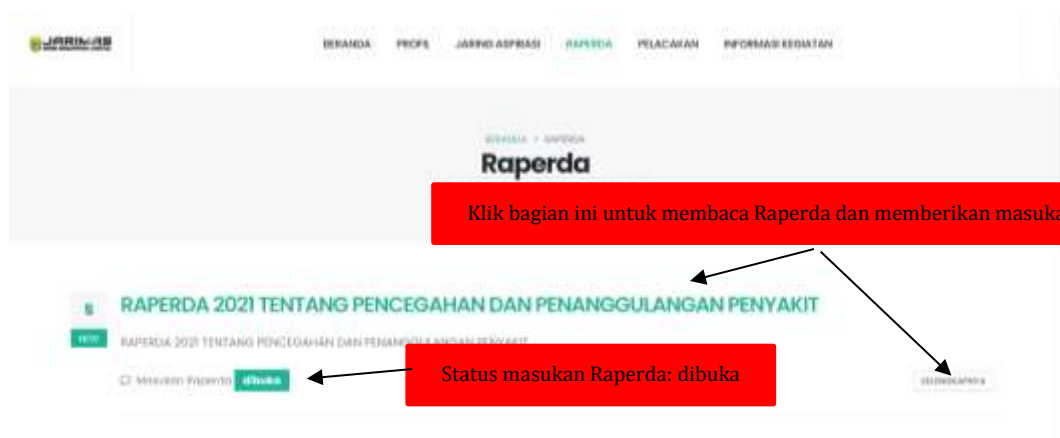 JARIMAS
BERANDA PROFIL JARING ASPIRASI RAPERDA PELACAKAN INFORMASI KEGIATAN
BERANDA > RAPERDA
Raperda
Klik bagian ini untuk membaca Raperda dan memberikan masuka
RAPERDA 2021 TENTANG PENCEGAHAN DAN PENANGGULANGAN PENYAKIT
RAPERDA 2021 TENTANG PENCEGAHAN DAN PENANGGULANGAN PENYAKIT
Masukan Raperda dibuka
Status masukan Raperda: dibuka
SELENGKAPNYA